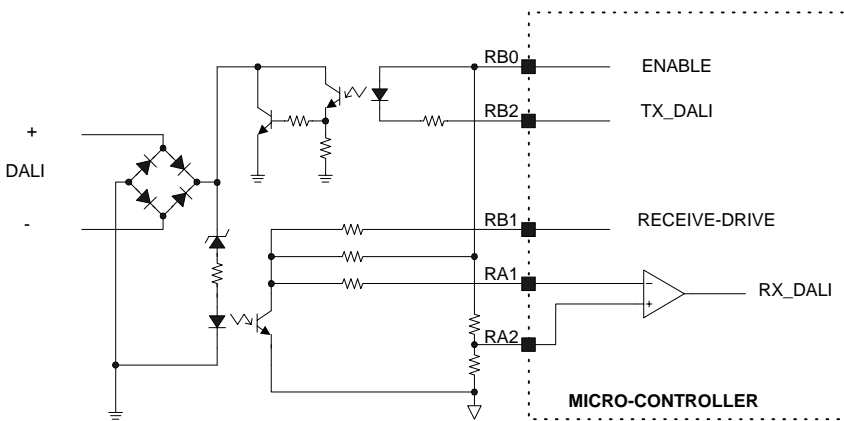 RB0
ENABLE
RB2
TX_DALI
+
DALI
-
RB1
RECEIVE-DRIVE
RA1
−
RX_DALI
+
RA2
MICRO-CONTROLLER